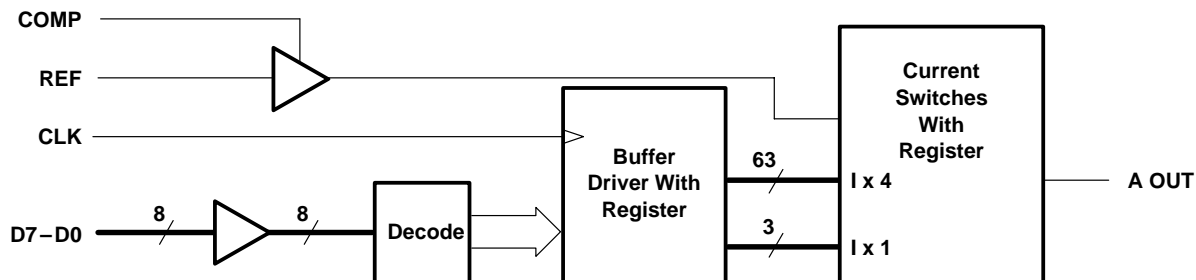 COMP
REF
CLK
D7–D0
8
8
Decode
Buffer
Driver With
Register
63
3
Current
Switches
With
Register
I x 4
I x 1
A OUT